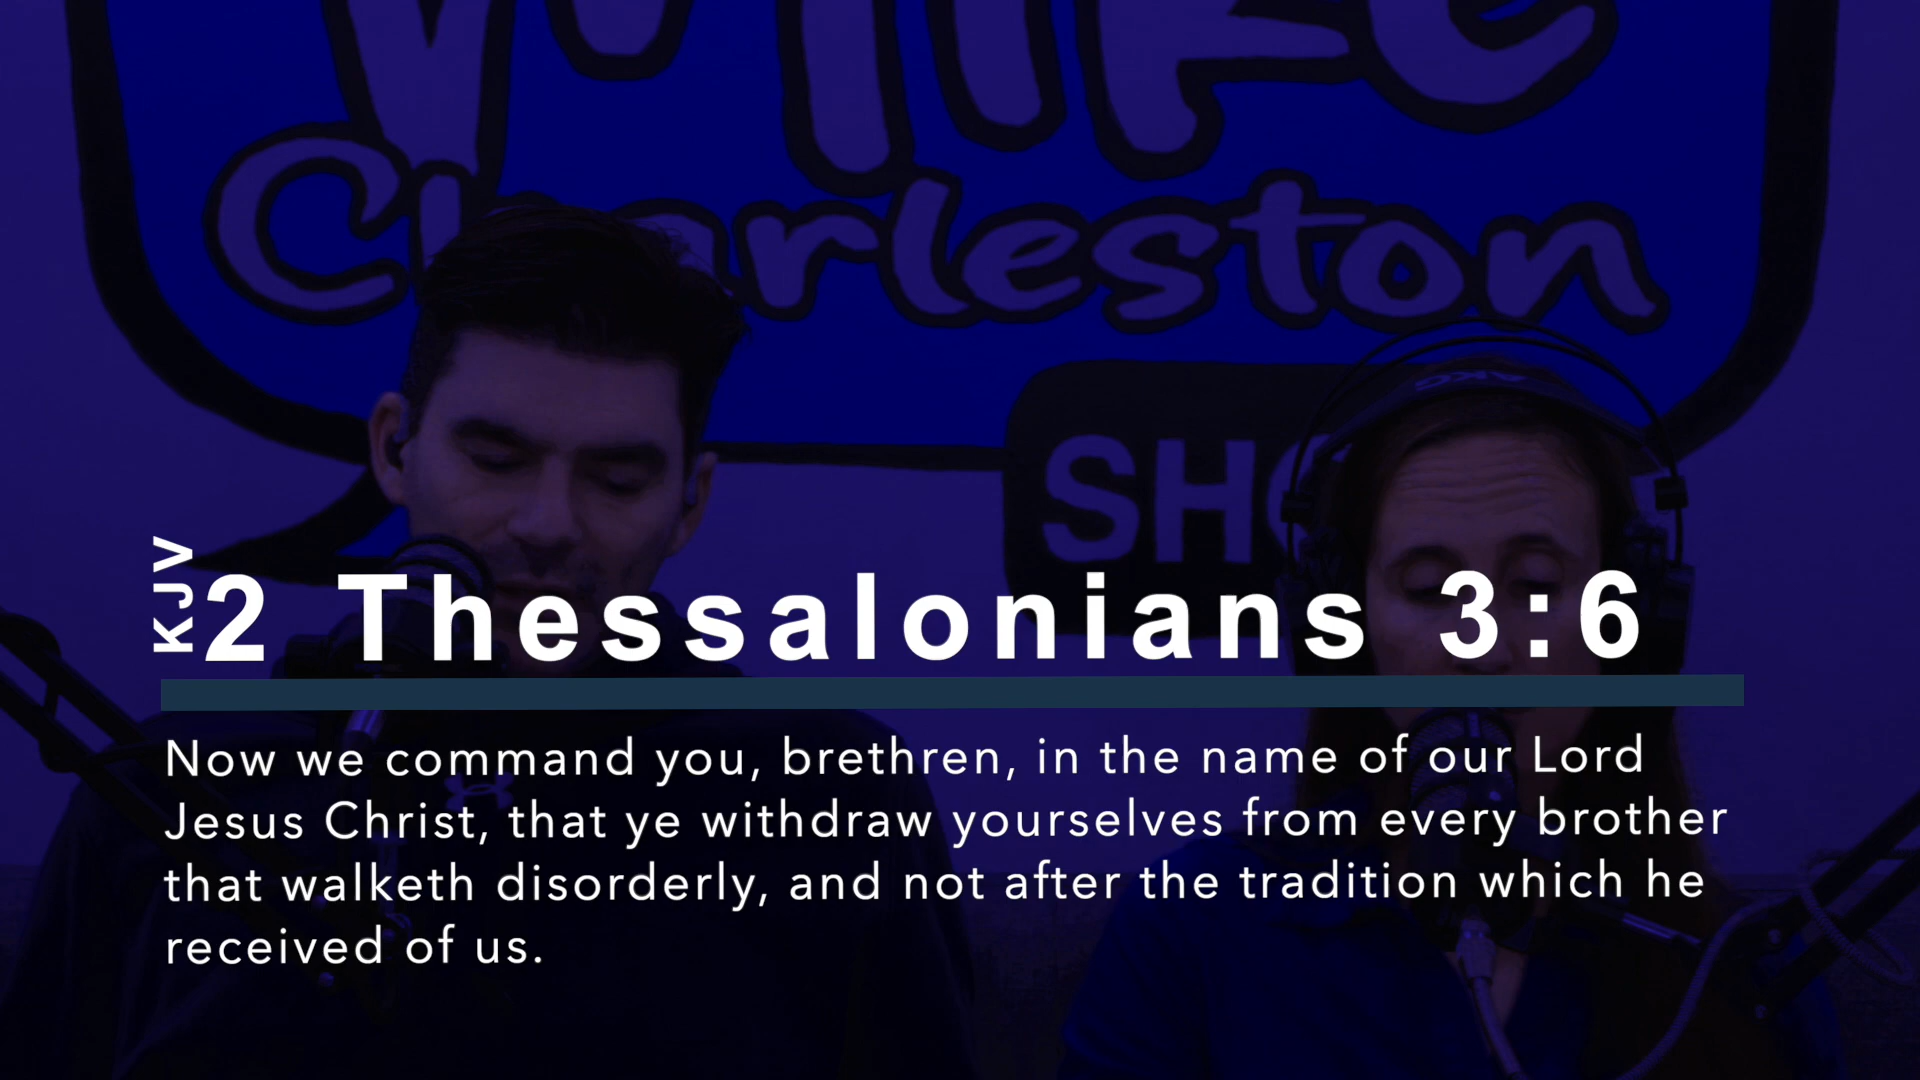 Charleston
SHO
AKG
KJV
2 Thessalonians 3:6
Now we command you, brethren, in the name of our Lord
Jesus Christ, that ye withdraw yourselves from every brother
that walketh disorderly, and not after the tradition which he
received of us.